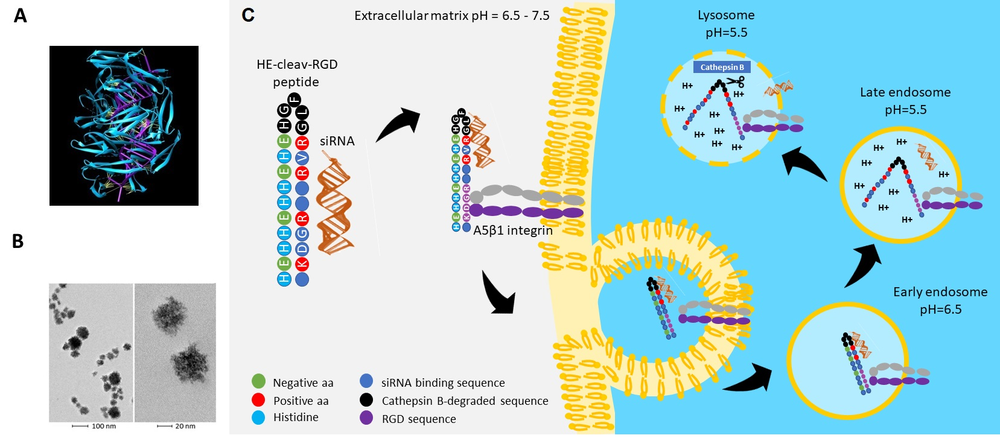 A
B
100 nm
20 nm
C
Extracellular matrix pH = 6.5 - 7.5
HE-cleav-RGD
peptide
F
G L
H G
E R
H V
E R
H
H
E R
H G
H D
E K
H
siRNA
F
G L
H G
E R
H V
E R
H
H
E R
H G
H D
E K
H
A5β1 integrin
Negative aa
Positive aa
Histidine
siRNA binding sequence
Cathepsin B-degraded sequence
RGD sequence
Lysosome
pH=5.5
Cathepsin B
H+
H+
H+
H+
H+
H+
H+
H+
Late endosome
pH=5.5
H+
H+
H+
H+
H+
H+
H+
H+
Early endosome
pH=6.5